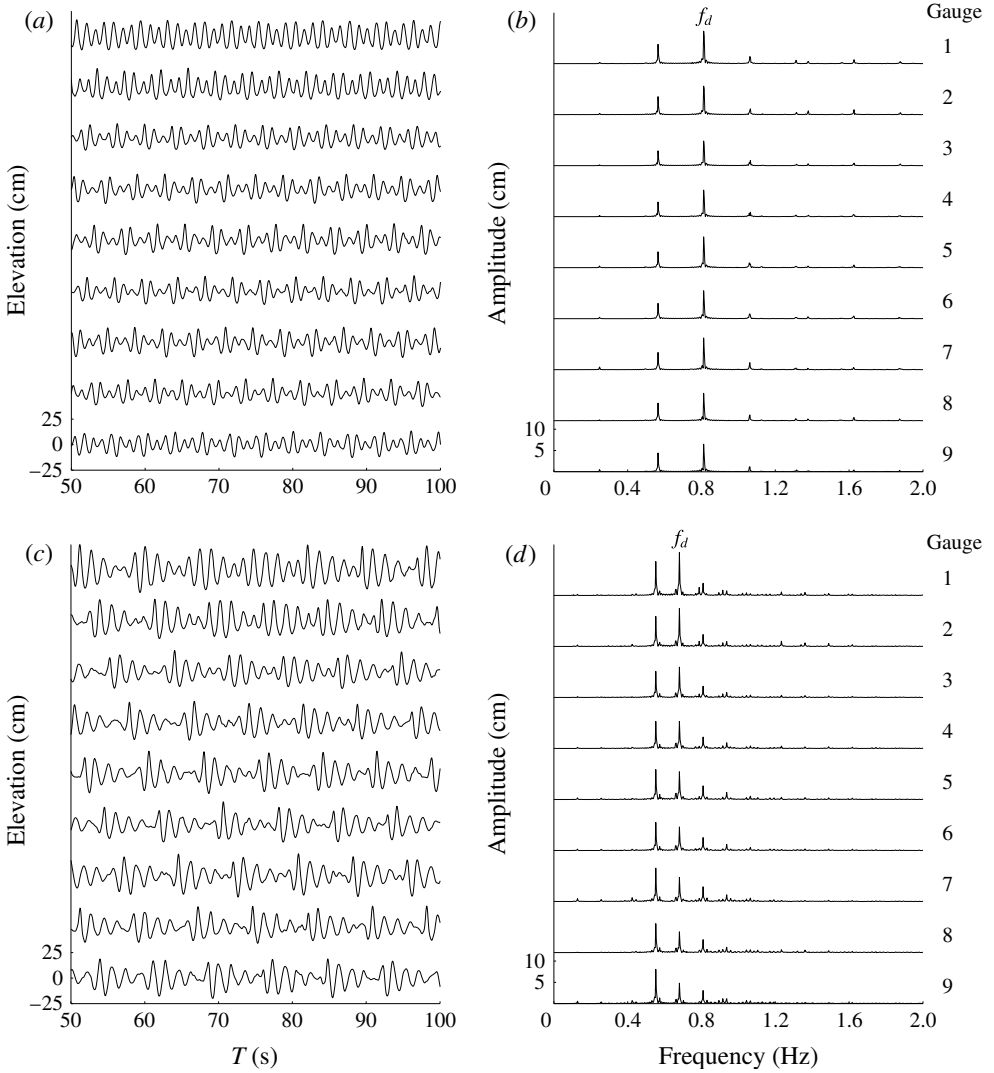 (a) (b) f_d Gauge
1
2
3
4
5
6
7
8
9
Elevation (cm)
25
0
−25
50 60 70 80 90 100
Amplitude (cm)
10
5
0 0.4 0.8 1.2 1.6 2.0
(c) (d) f_d Gauge
1
2
3
4
5
6
7
8
9
Elevation (cm)
25
0
−25
50 60 70 80 90 100
T (s)
Amplitude (cm)
10
5
0 0.4 0.8 1.2 1.6 2.0
Frequency (Hz)